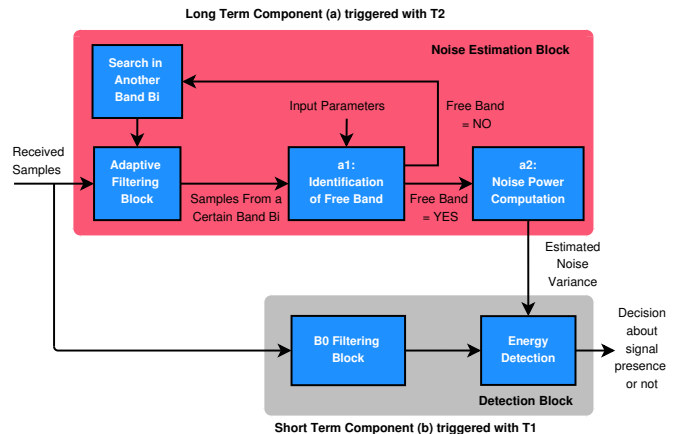 Long Term Component (a) triggered with T2
Noise Estimation Block
Search in
Another
Band Bi
Input Parameters
Free Band
= NO
Received
Samples
Adaptive
Filtering
Block
Samples From a
Certain Band Bi
a1:
Identification
of Free Band
Free Band
= YES
a2:
Noise Power
Computation
Estimated
Noise
Variance
B0 Filtering
Block
Energy
Detection
Decision
about
signal
presence
or not
Detection Block
Short Term Component (b) triggered with T1